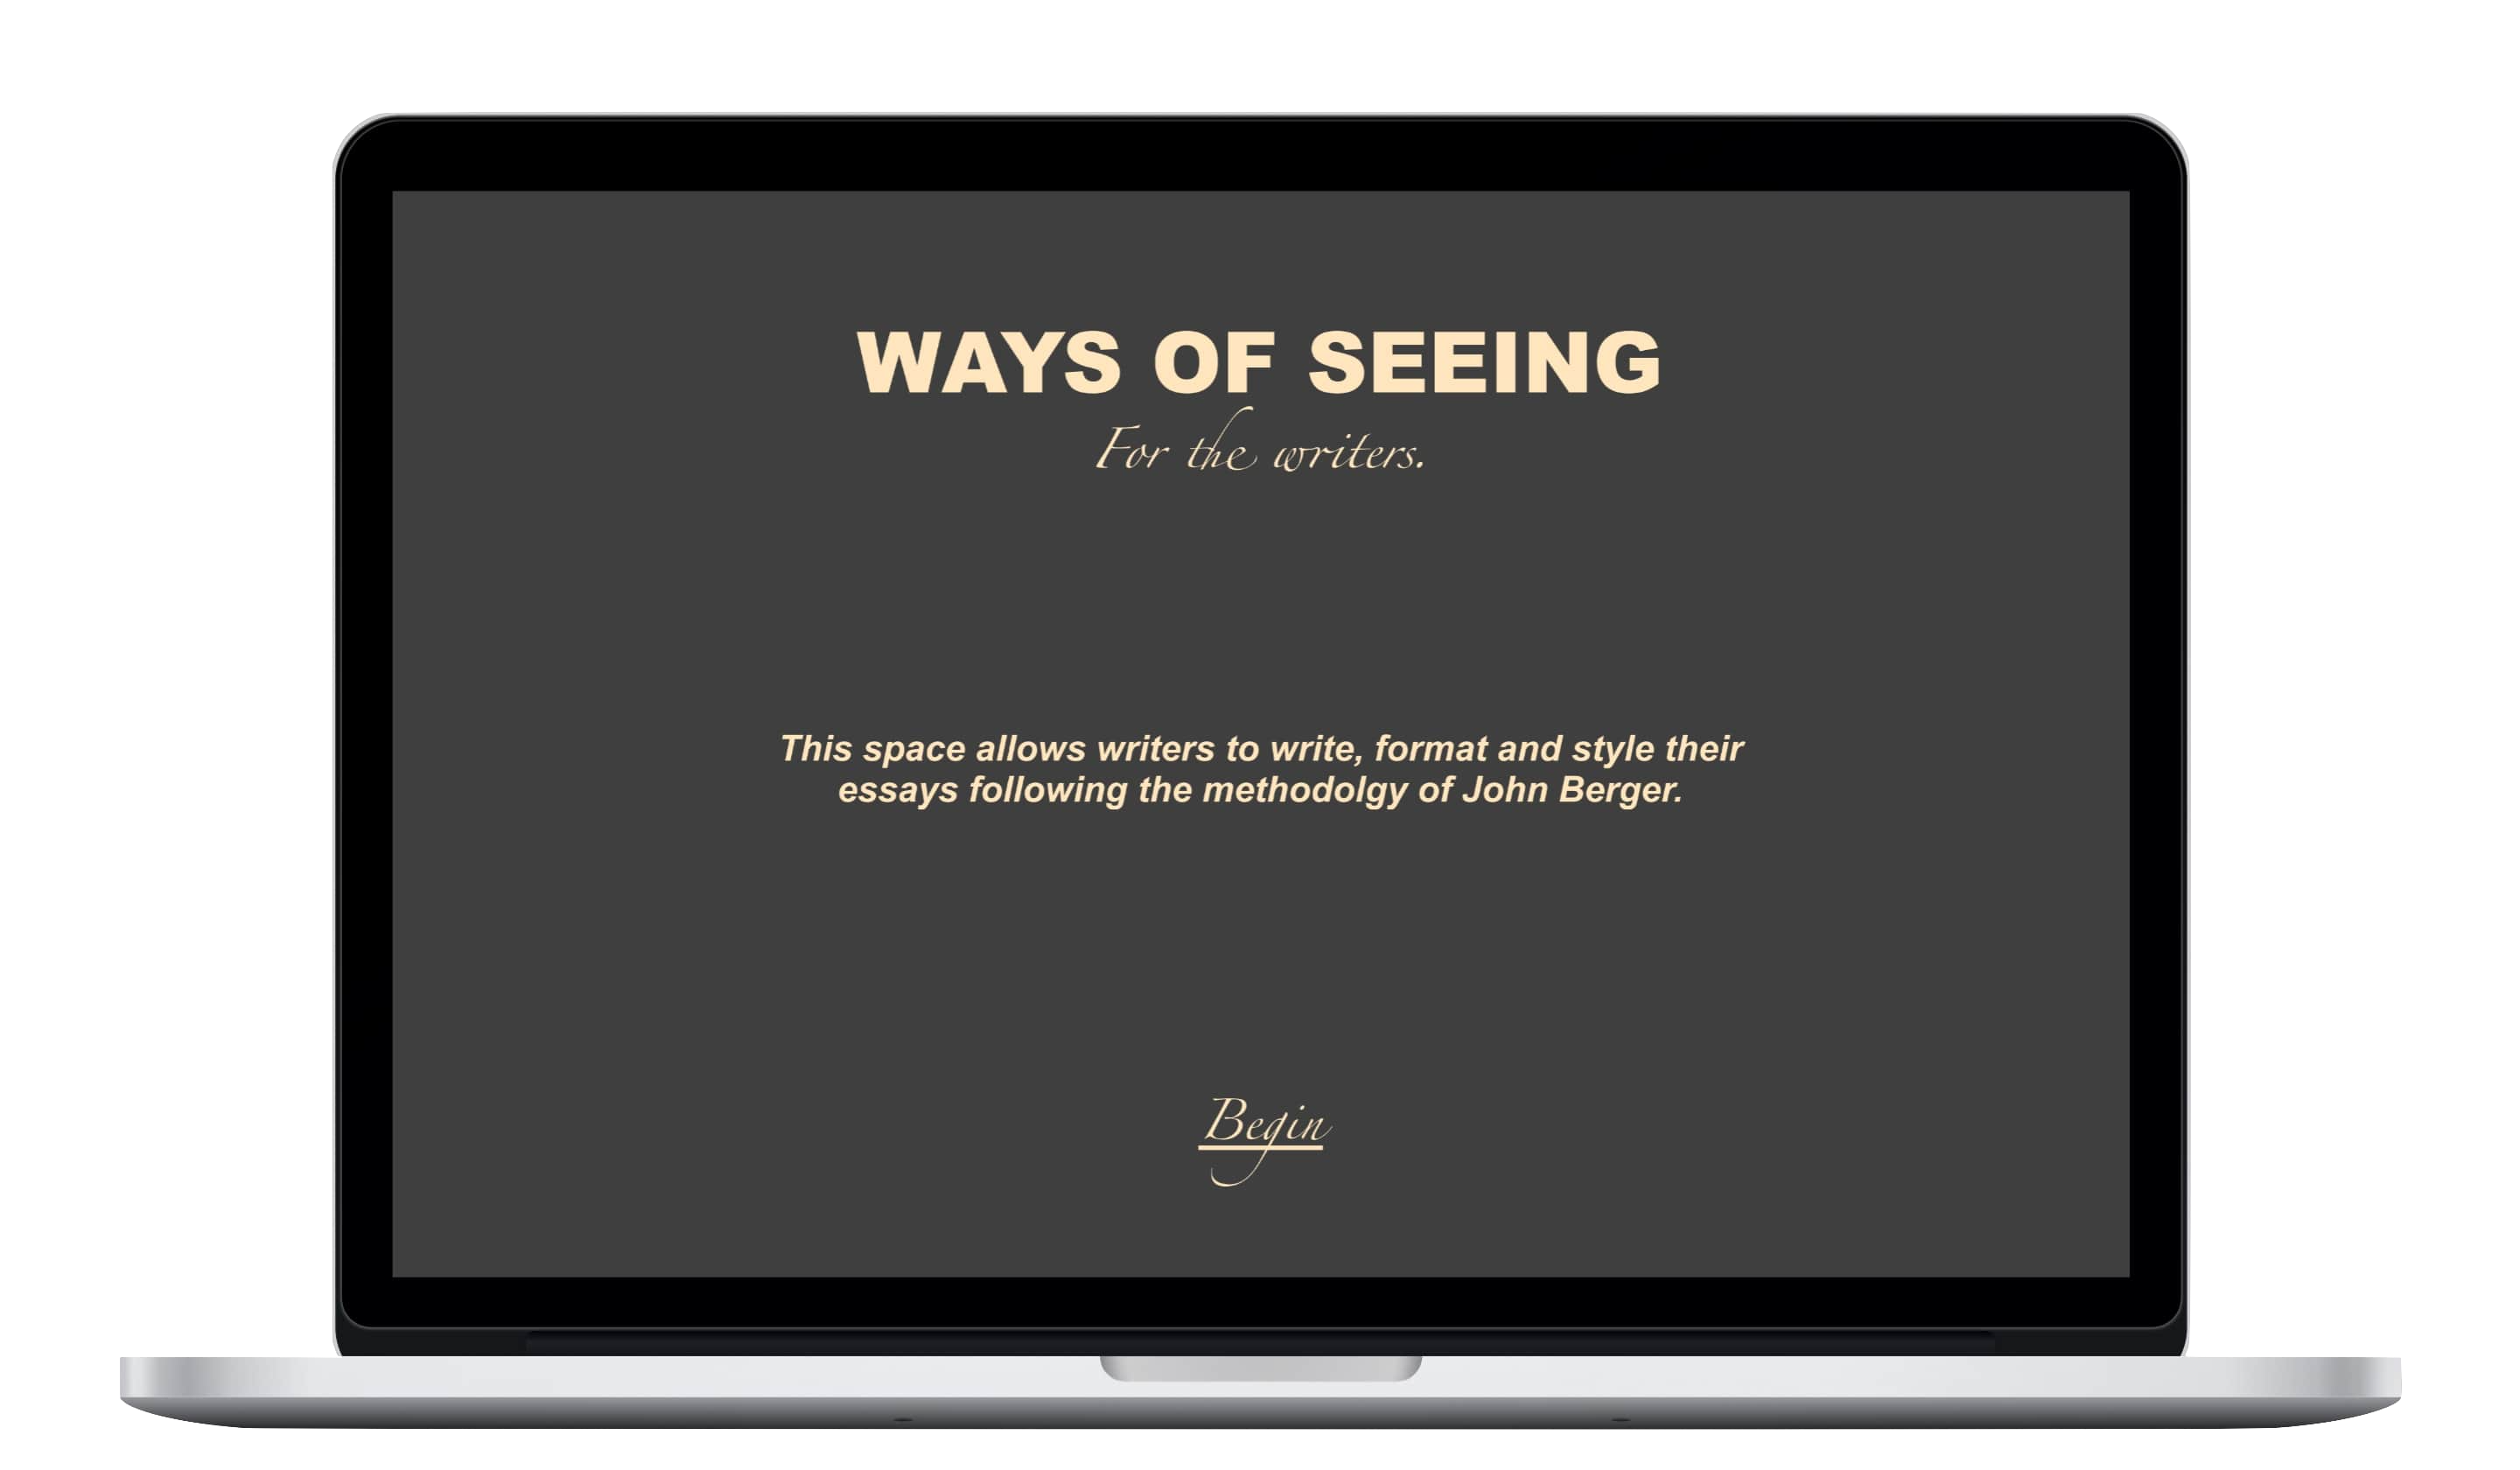 WAYS OF SEEING
For the writers.
This space allows writers to write, format and style their
essays following the methodolgy of John Berger.
Begin